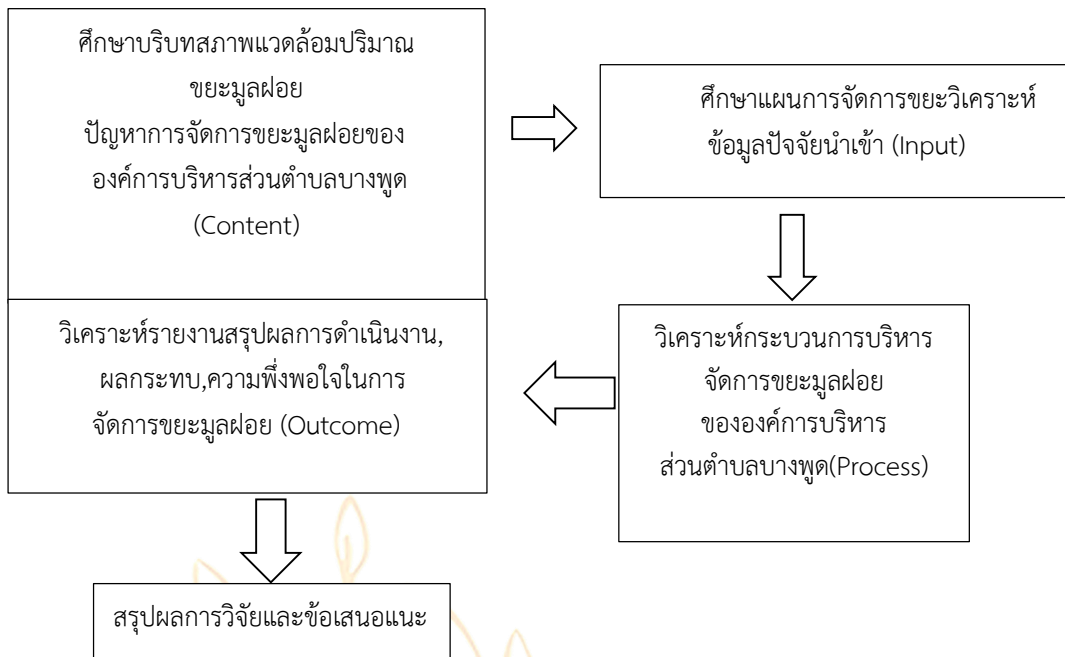 ศึกษาบริบทสภาพแวดล้อมปริมาณ
ขยะมูลฝอย
ปัญหาการจัดการขยะมูลฝอยของ
องค์การบริหารส่วนตำบลบางพูด
(Content)
ศึกษาแผนการจัดการขยะวิเคราะห์
ข้อมูลปัจจัยนำเข้า (Input)
วิเคราะห์กระบวนการบริหาร
จัดการขยะมูลฝอย
ขององค์การบริหาร
ส่วนตำบลบางพูด(Process)
วิเคราะห์รายงานสรุปผลการดำเนินงาน,
ผลกระทบ,ความพึ่งพอใจในการ
จัดการขยะมูลฝอย (Outcome)
สรุปผลการวิจัยและข้อเสนอแนะ